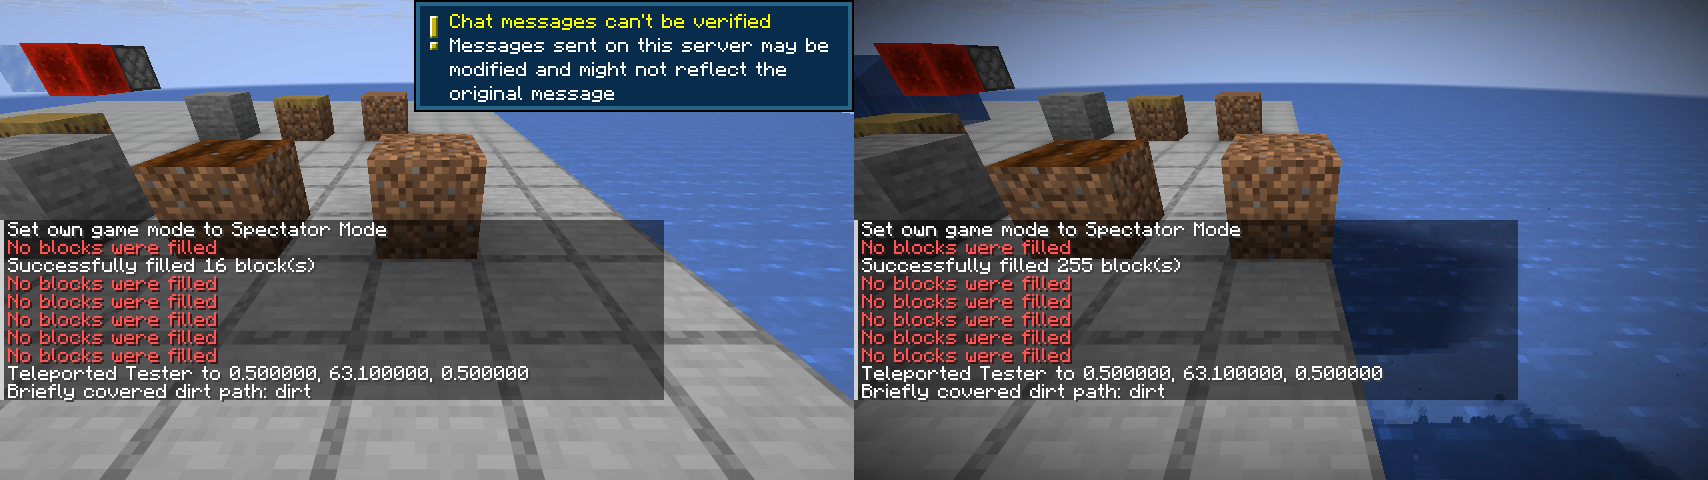 Chat messages can't be verified
Messages sent on this server may be
modified and might not reflect the
original message
Set own game mode to Spectator Mode
No blocks were filled
Successfully filled 16 block(s)
No blocks were filled
No blocks were filled
No blocks were filled
No blocks were filled
No blocks were filled
Teleported Tester to 0.500000, 63.100000, 0.500000
Briefly covered dirt path: dirt
Set own game mode to Spectator Mode
No blocks were filled
Successfully filled 255 block(s)
No blocks were filled
No blocks were filled
No blocks were filled
No blocks were filled
No blocks were filled
Teleported Tester to 0.500000, 63.100000, 0.500000
Briefly covered dirt path: dirt